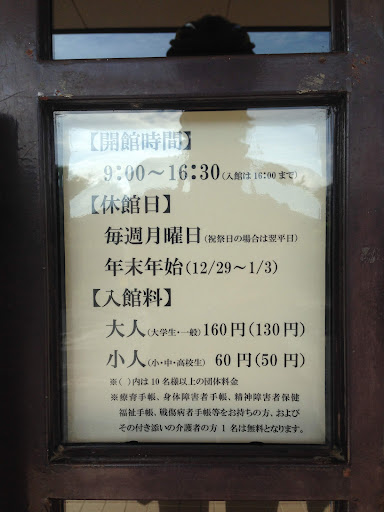 【開館時間】
9:00～16:30(入館は16:00まで)
【休館日】
毎週月曜日(祝祭日の場合は翌平日)
年末年始(12/29～1/3)
【入館料】
大人(大学生・一般)160円(130円)
小人(小・中・高校生) 60円(50円)
※( )内は10名様以上の団体料金
※療育手帳、身体障害者手帳、精神障害者保健
福祉手帳、戦傷病者手帳等をお持ちの方、および
その付き添いの介護者の方1名は無料となります。